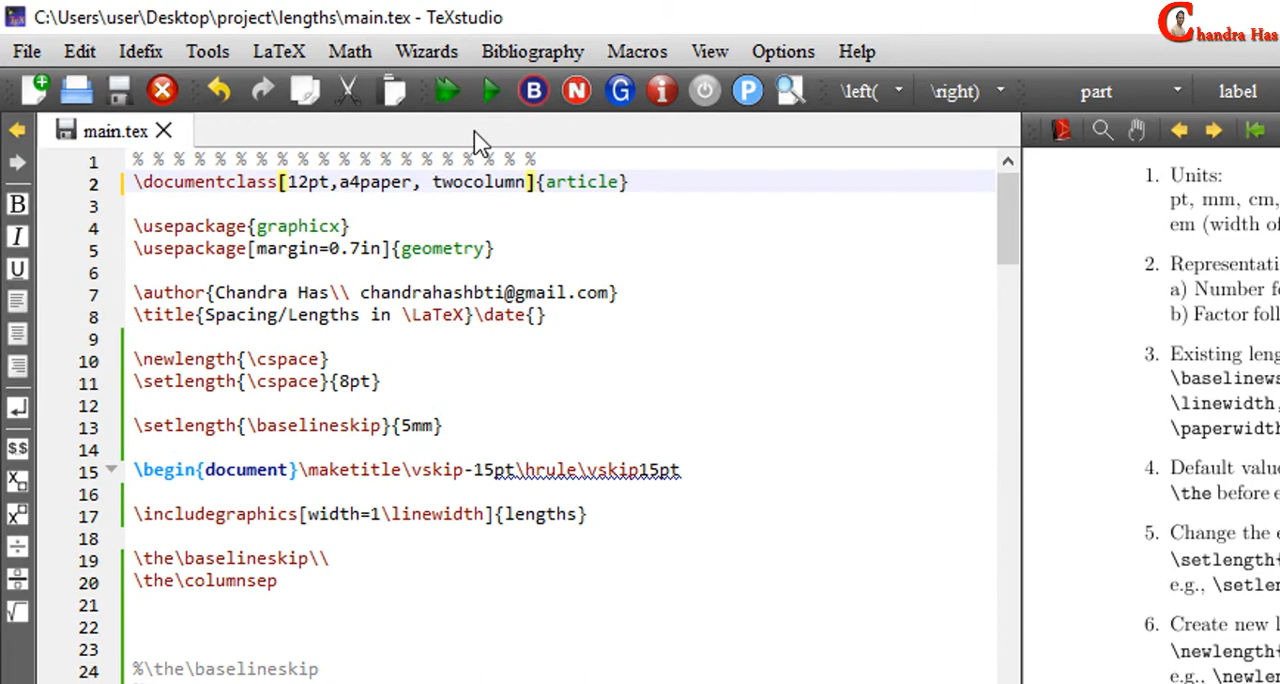 C:\Users\user\Desktop\project\lengths\main.tex - TeXstudio
Chandra Has
File Edit Idefix Tools LaTeX Math Wizards Bibliography Macros View Options Help
B N G i P \left( \right) part label
main.tex
1 % % % % % % % % % % % % % % % % % % % %
2 \documentclass[12pt,a4paper, twocolumn]{article}
3
4 \usepackage{graphicx}
5 \usepackage[margin=0.7in]{geometry}
6
7 \author{Chandra Has\\ chandrahashbti@gmail.com}
8 \title{Spacing/Lengths in \LaTeX}\date{}
9
10 \newlength{\cspace}
11 \setlength{\cspace}{8pt}
12
13 \setlength{\baselineskip}{5mm}
14
15 \begin{document}\maketitle\vskip-15pt\hrule\vskip15pt
16
17 \includegraphics[width=1\linewidth]{lengths}
18
19 \the\baselineskip\\
20 \the\columnsep
21
22
23
24 %\the\baselineskip
B
I
U
$$
1. Units:
pt, mm, cm,
em (width of
2. Representati
a) Number fo
b) Factor foll
3. Existing leng
\baselinews
\linewidth,
\paperwidth
4. Default valu
\the before e
5. Change the e
\setlength{
e.g., \setlen
6. Create new l
\newlength{
e.g., \newlen